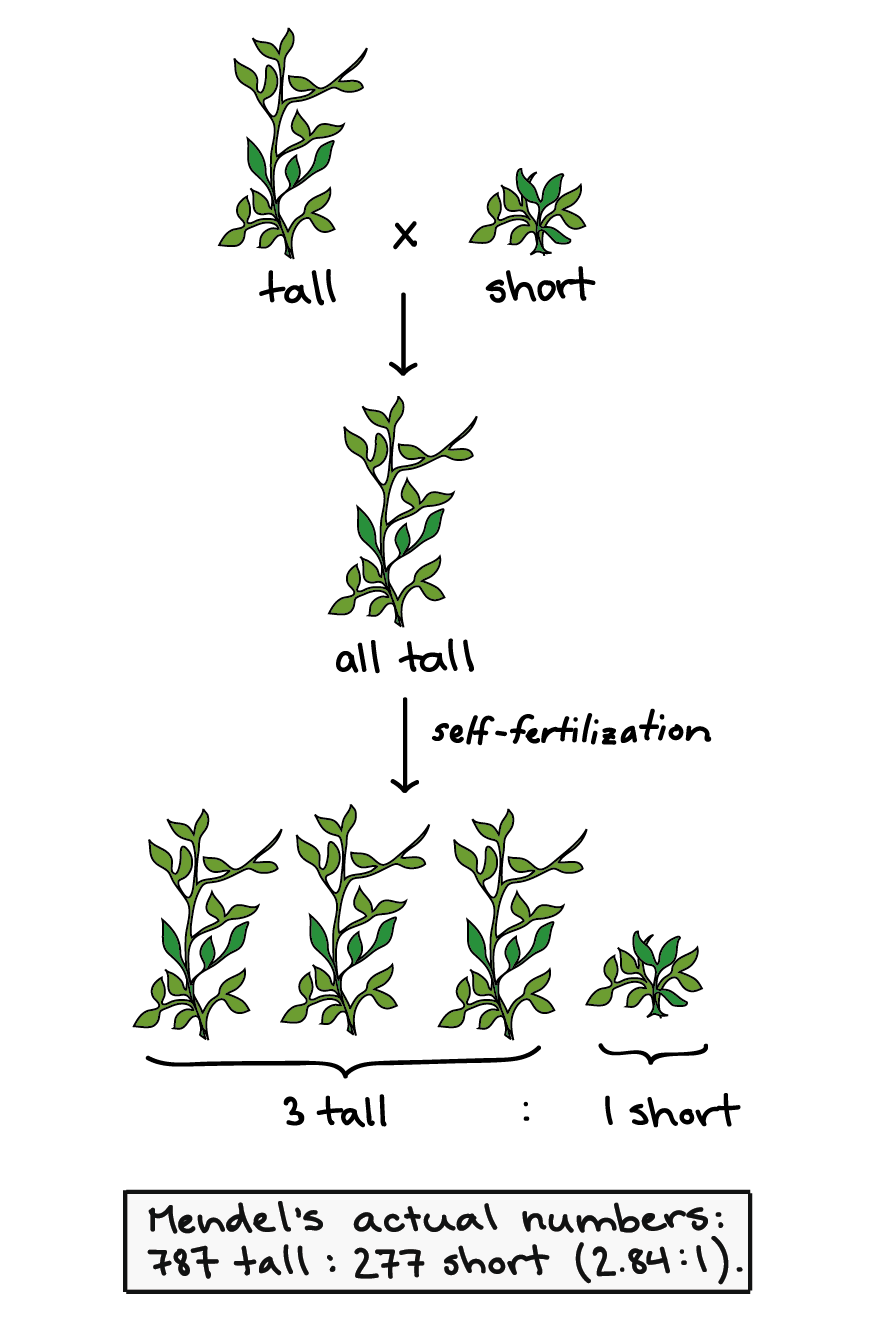 x
tall short
all tall
self-fertilization
3 tall : 1 short
Mendel's actual numbers:
787 tall : 277 short (2.84:1).